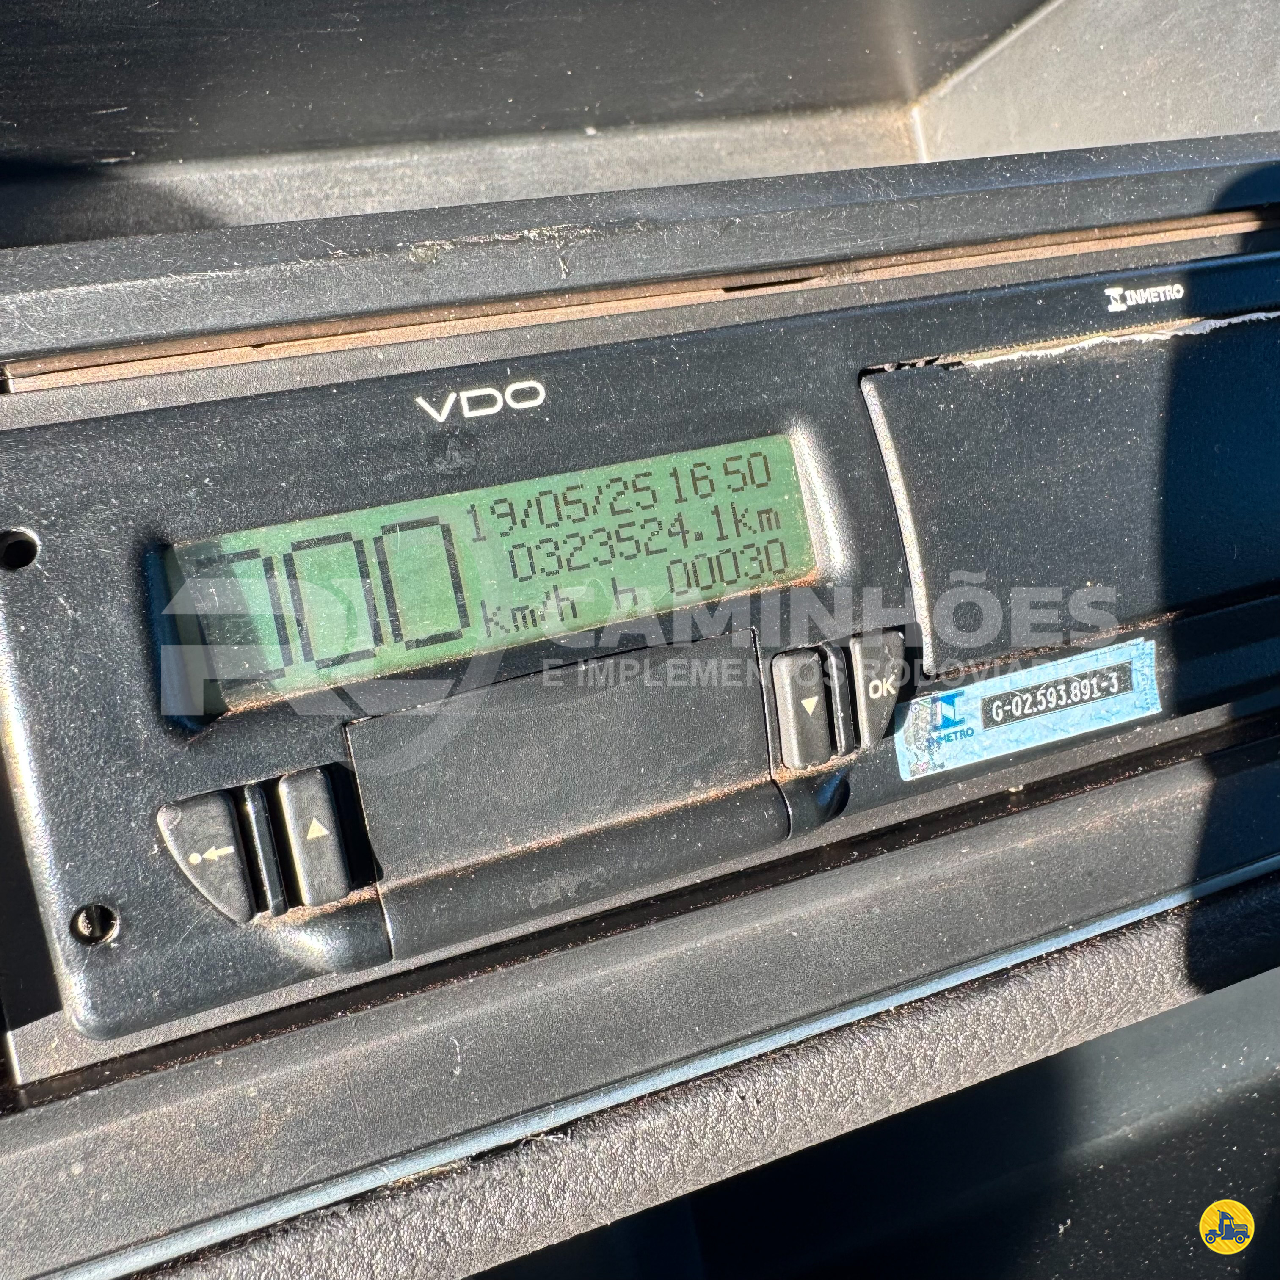 INMETRO
VDO
19/05/25 16 50
0323524.1km
km/h h 00030
CAMINHÕES
E IMPLEMENTOS RODOVIÁRIOS
OK
INMETRO
G-02.593.891-3